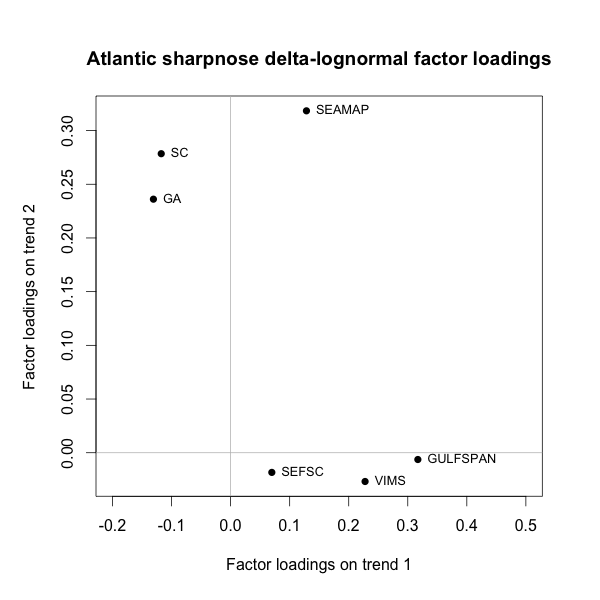 Atlantic sharpnose delta-lognormal factor loadings
SEAMAP
SC
GA
SEFSC
GULFSPAN
VIMS
0.30
0.25
0.20
0.15
0.10
0.05
0.00
Factor loadings on trend 2
-0.2 -0.1 0.0 0.1 0.2 0.3 0.4 0.5
Factor loadings on trend 1